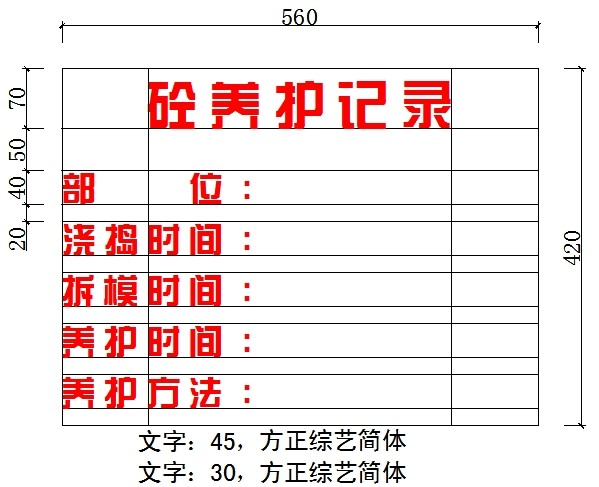 560
70
砼养护记录
50
40
部 位：
20
浇捣时间：
420
拆模时间：
养护时间：
养护方法：
文字：45，方正综艺简体
文字：30，方正综艺简体